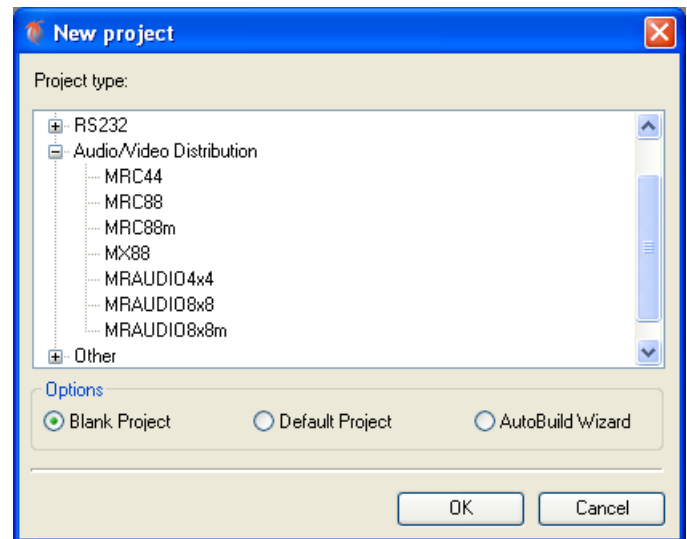 New project
Project type:
RS232
Audio/Video Distribution
MRC44
MRC88
MRC88m
MX88
MRAUDIO4x4
MRAUDIO8x8
MRAUDIO8x8m
Other
Options
Blank Project Default Project AutoBuild Wizard
OK Cancel